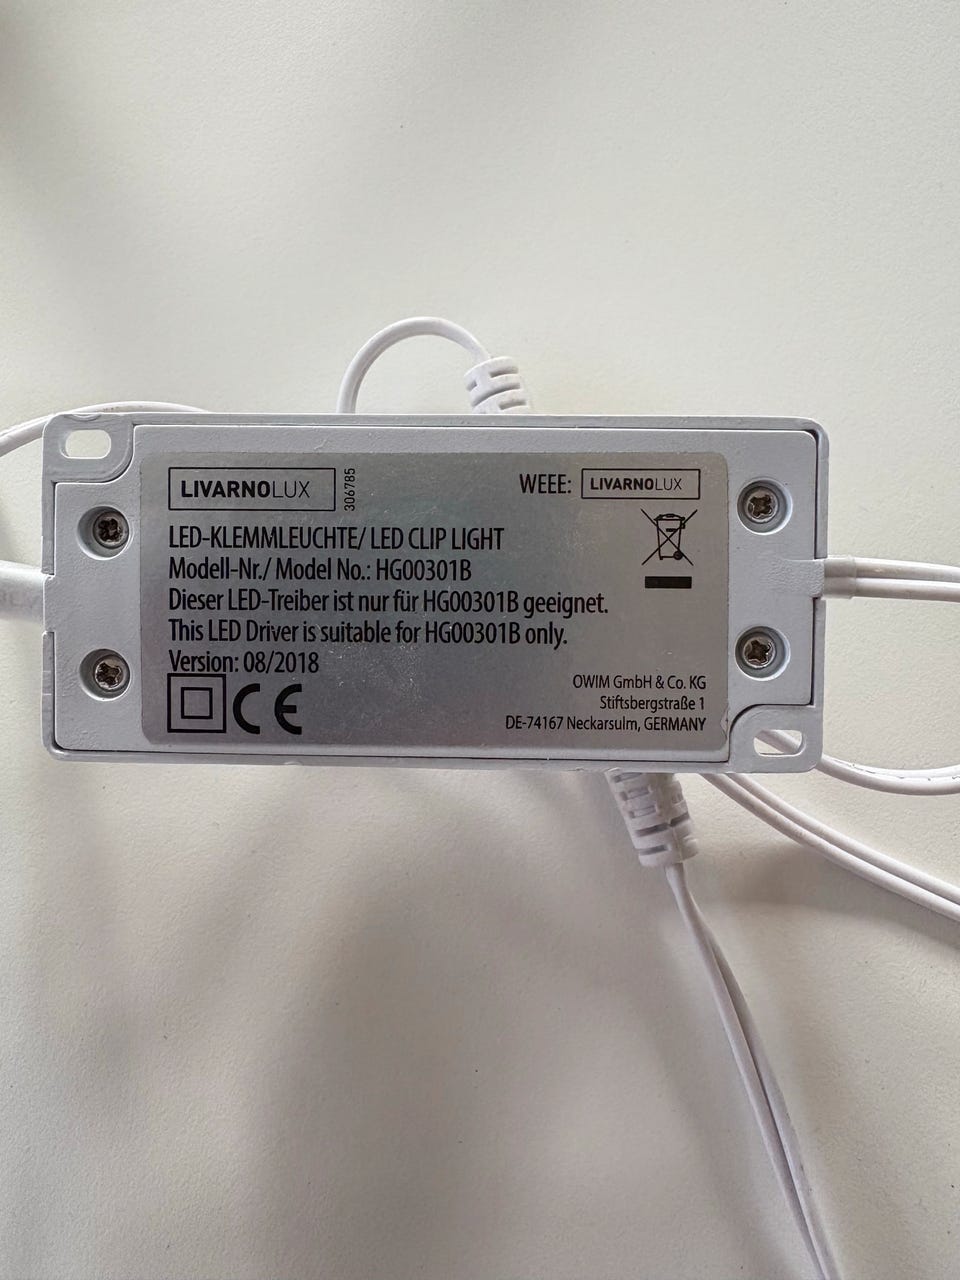 LIVARNOLUX
306785
WEEE: LIVARNOLUX
LED-KLEMMLEUCHTE/ LED CLIP LIGHT
Modell-Nr./ Model No.: HG00301B
Dieser LED-Treiber ist nur für HG00301B geeignet.
This LED Driver is suitable for HG00301B only.
Version: 08/2018
CE
OWIM GmbH & Co. KG
Stiftsbergstraße 1
DE-74167 Neckarsulm, GERMANY